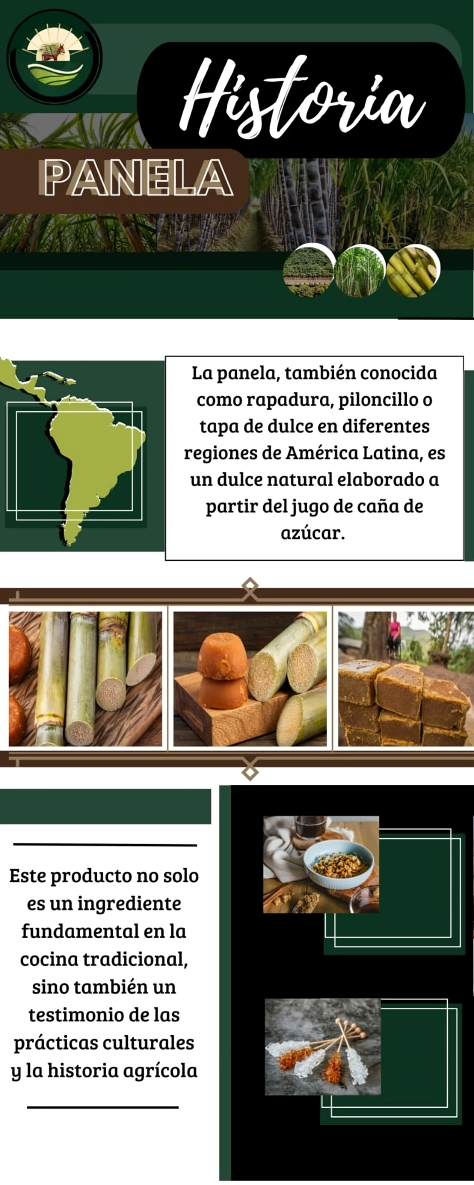 Historia
PANELA
La panela, también conocida
como rapadura, piloncillo o
tapa de dulce en diferentes
regiones de América Latina, es
un dulce natural elaborado a
partir del jugo de caña de
azúcar.
Este producto no solo
es un ingrediente
fundamental en la
cocina tradicional,
sino también un
testimonio de las
prácticas culturales
y la historia agrícola